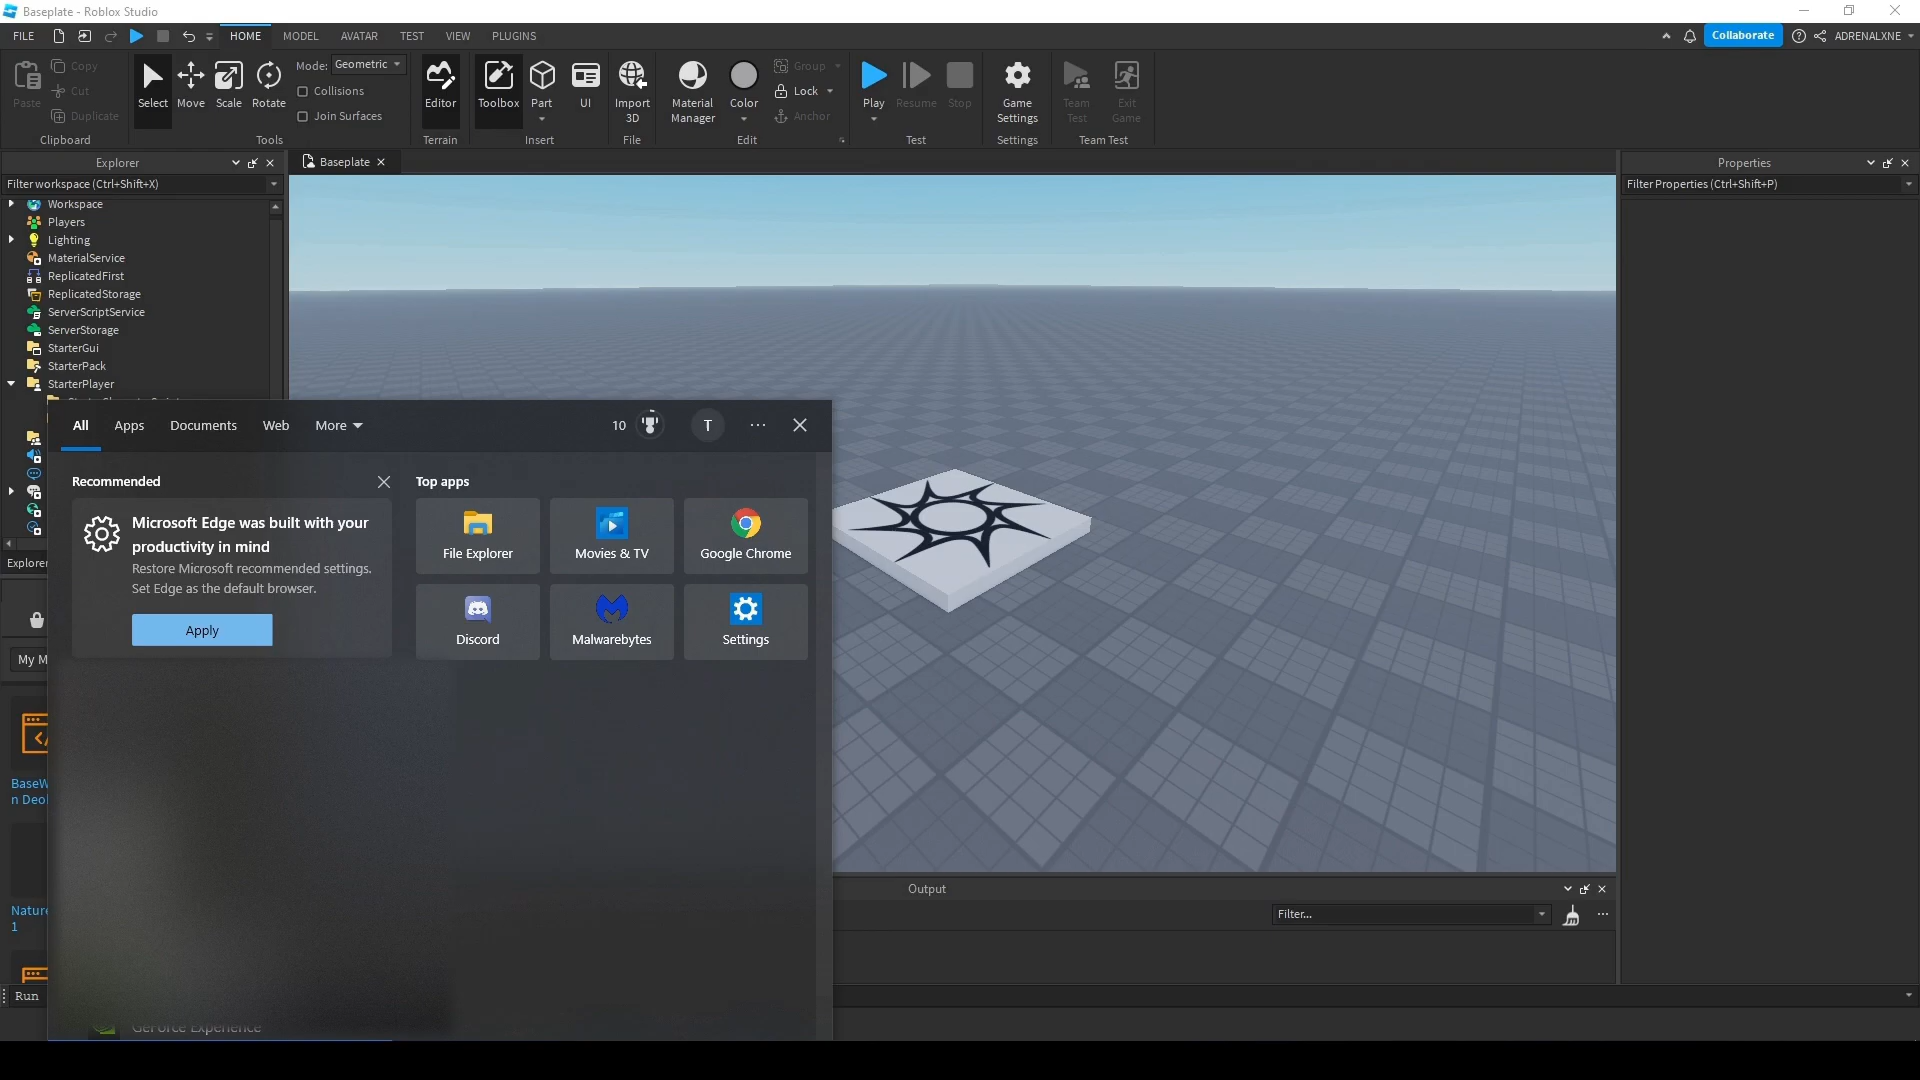 Baseplate - Roblox Studio
FILE
HOME
MODEL
AVATAR
TEST
VIEW
PLUGINS
Collaborate
ADRENALXNE
Paste
Copy
Cut
Duplicate
Clipboard
Select
Move
Scale
Rotate
Mode: Geometric
Collisions
Join Surfaces
Tools
Editor
Terrain
Toolbox
Part
UI
Insert
Import
3D
File
Material
Manager
Color
Group
Lock
Anchor
Edit
Play
Resume
Stop
Test
Game
Settings
Settings
Team
Test
Exit
Game
Team Test
Explorer
Baseplate
Properties
Filter workspace (Ctrl+Shift+X)
Filter Properties (Ctrl+Shift+P)
Workspace
Players
Lighting
MaterialService
ReplicatedFirst
ReplicatedStorage
ServerScriptService
ServerStorage
StarterGui
StarterPack
StarterPlayer
All
Apps
Documents
Web
More
10
T
Recommended
Microsoft Edge was built with your
productivity in mind
Restore Microsoft recommended settings.
Set Edge as the default browser.
Apply
Top apps
File Explorer
Movies & TV
Google Chrome
Discord
Malwarebytes
Settings
Explorer
My M
BaseW
n Deo
Nature
1
Output
Filter...
Run
GeForce Experience